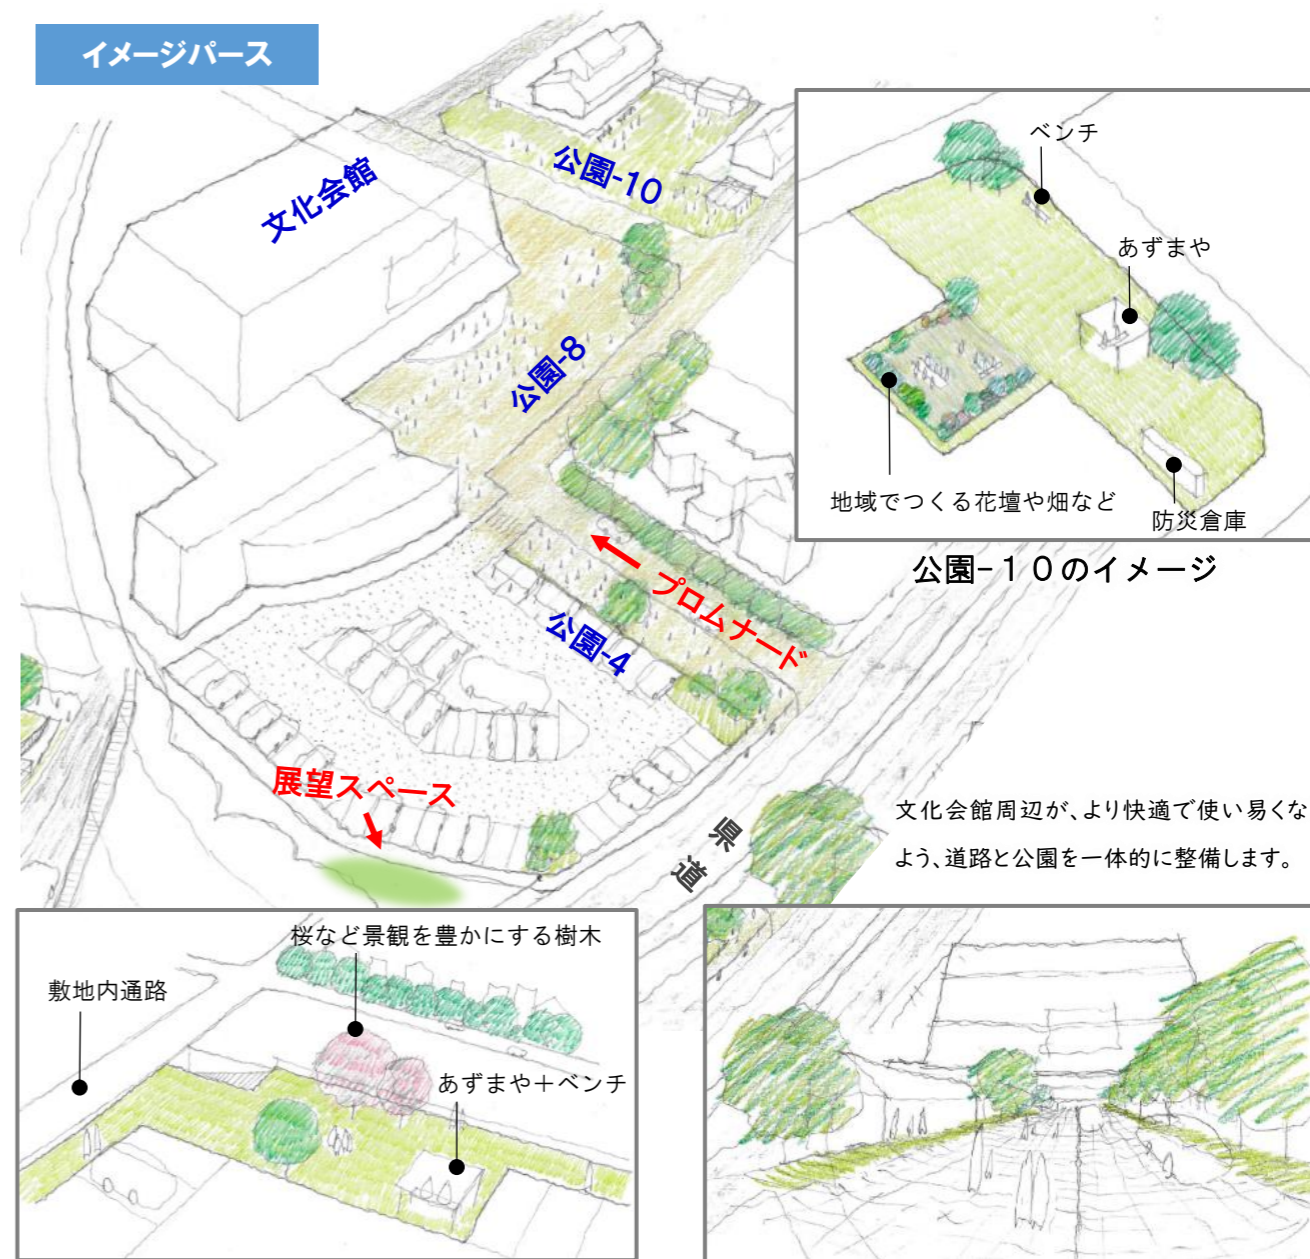 イメージパース
文化会館
公園-10
公園-8
プロムナード
公園-4
展望スペース
県道
ベンチ
あずまや
地域でつくる花壇や畑など
防災倉庫
公園-10のイメージ
文化会館周辺が、より快適で使い易くな
よう、道路と公園を一体的に整備します。
桜など景観を豊かにする樹木
敷地内通路
あずまや+ベンチ